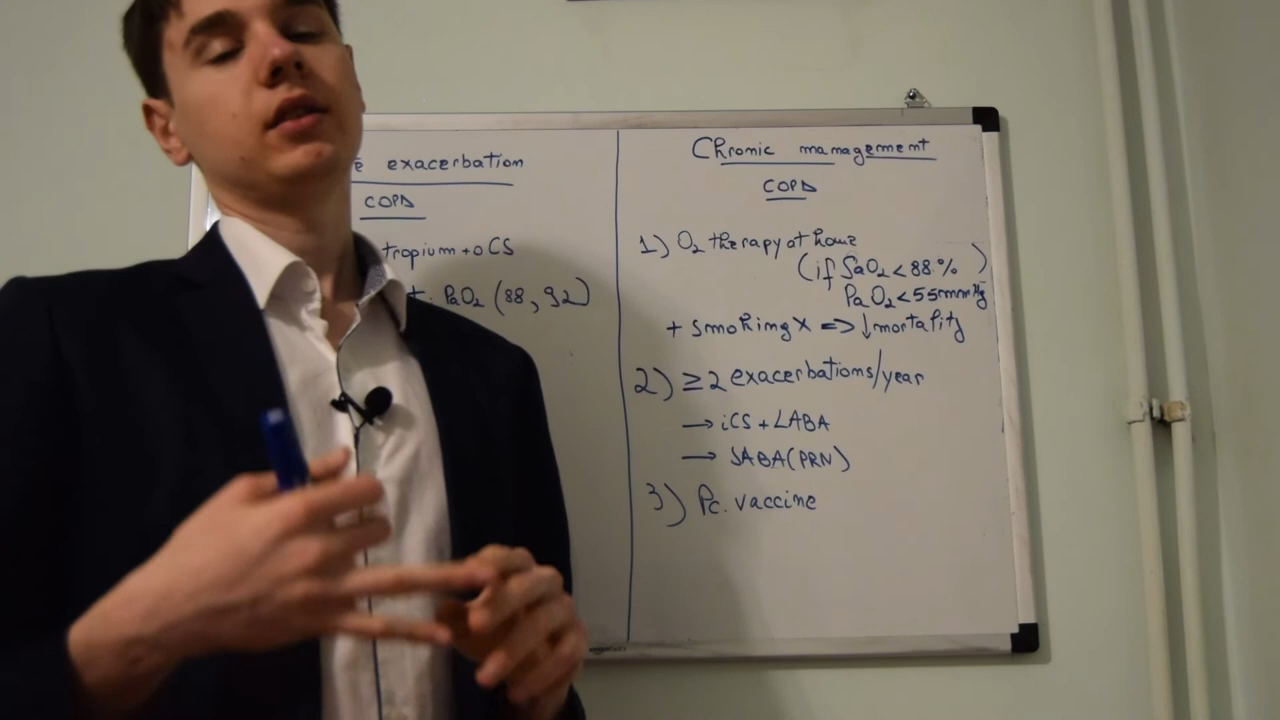 exacerbation
COPD
tropium + oCS
PaO₂ (88, 92)
Chronic management
COPD
1) O₂ therapy at home
(if SaO₂ < 88%)
PaO₂ < 55mmHg
+ smoking X => ↓mortality
2) ≥2 exacerbations/year
→ iCS + LABA
→ SABA (PRN)
3) Pc. vaccine